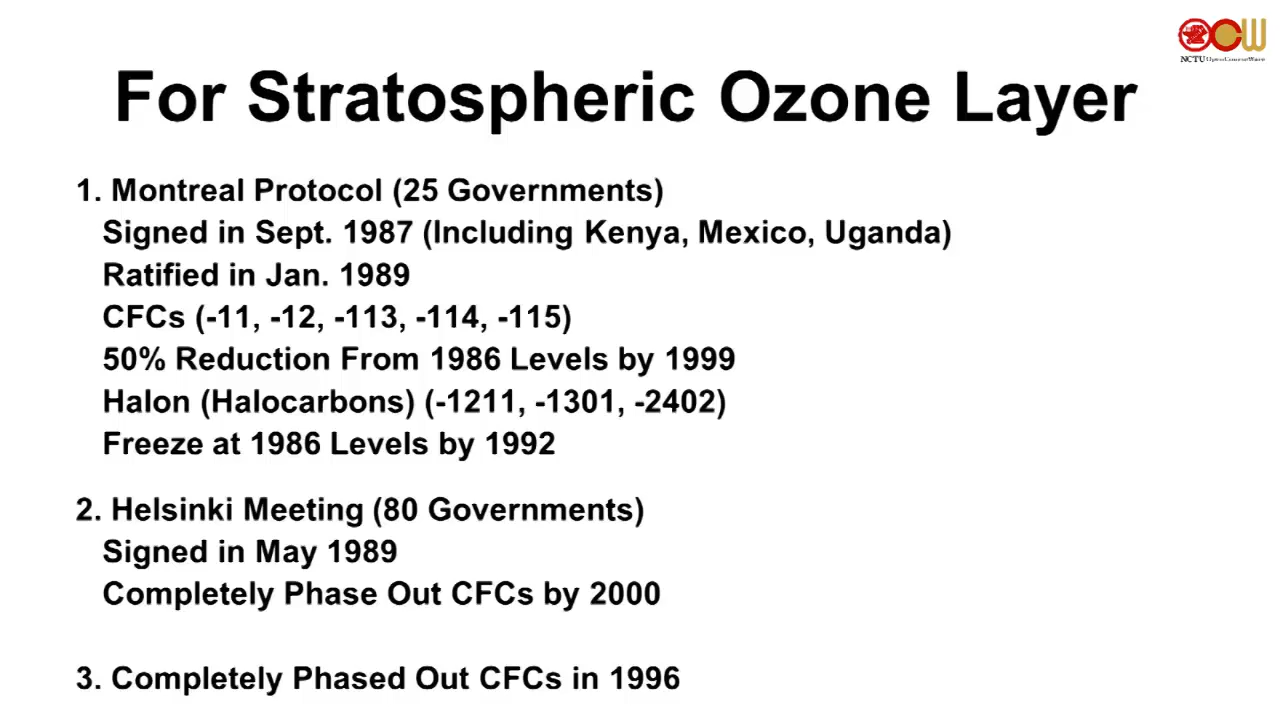 OCW
NCTU OpenCourseWare
For Stratospheric Ozone Layer
1. Montreal Protocol (25 Governments)
Signed in Sept. 1987 (Including Kenya, Mexico, Uganda)
Ratified in Jan. 1989
CFCs (-11, -12, -113, -114, -115)
50% Reduction From 1986 Levels by 1999
Halon (Halocarbons) (-1211, -1301, -2402)
Freeze at 1986 Levels by 1992
2. Helsinki Meeting (80 Governments)
Signed in May 1989
Completely Phase Out CFCs by 2000
3. Completely Phased Out CFCs in 1996